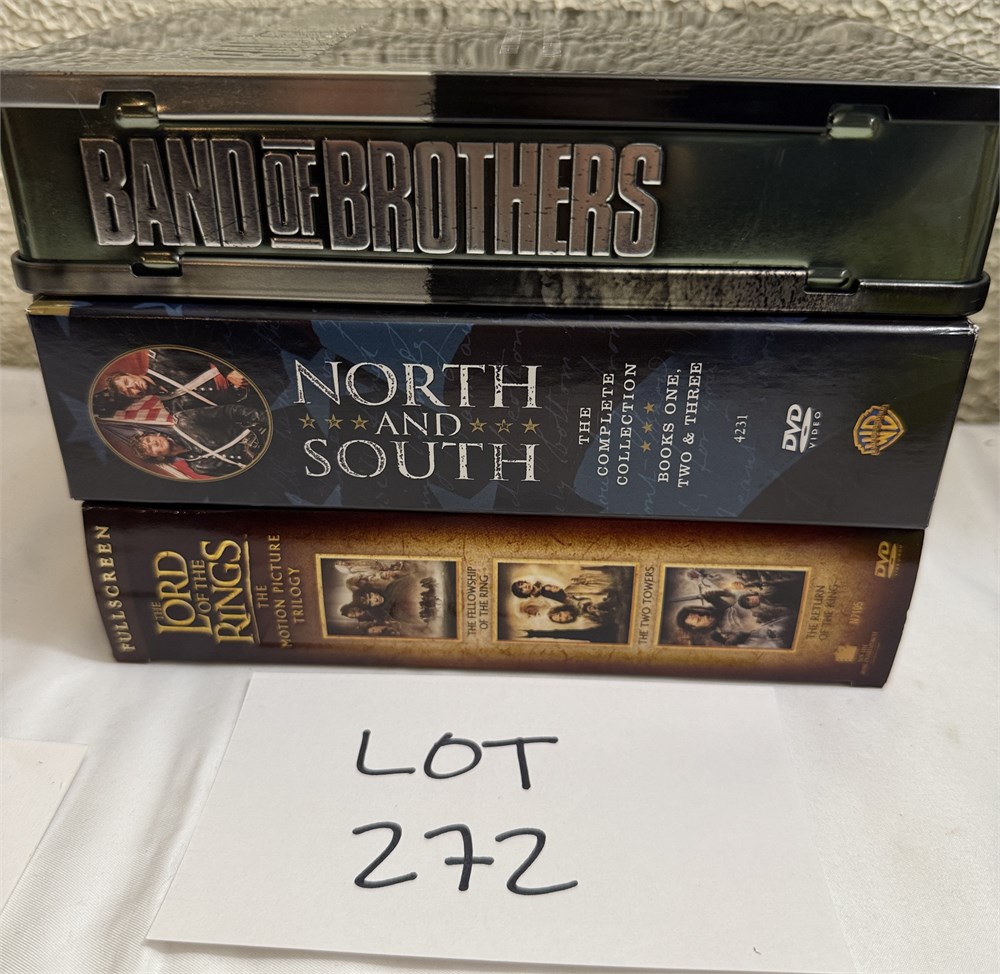 BAND OF BROTHERS
NORTH
AND
SOUTH
THE
COMPLETE
COLLECTION
BOOKS ONE,
TWO & THREE
4231
DVD
VIDEO
FULLSCREEN
THE
LORD
OF THE
RINGS
THE
MOTION PICTURE
TRILOGY
THE FELLOWSHIP
OF THE RING
THE TWO TOWERS
THE RETURN
OF THE KING
DVD
LOT
272